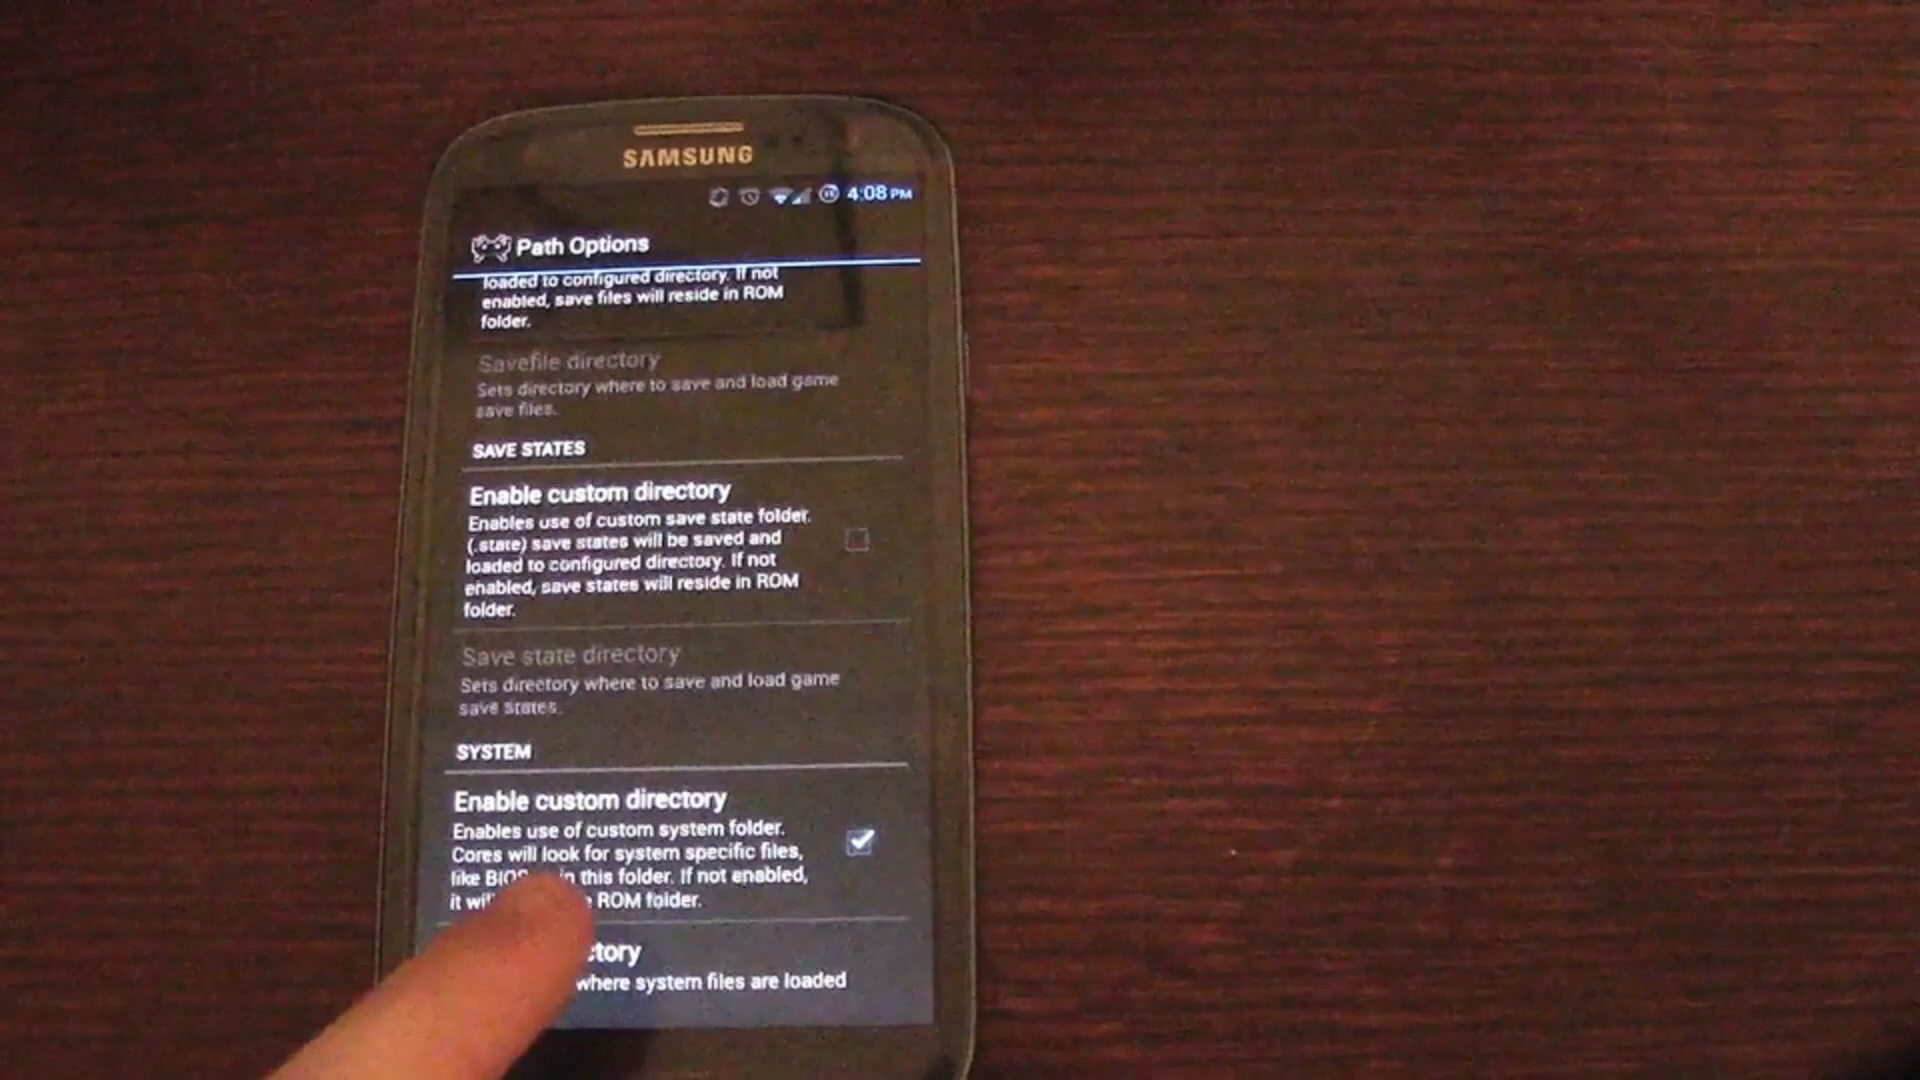 SAMSUNG
4:08 PM
Path Options
loaded to configured directory. If not
enabled, save files will reside in ROM
folder.
Savefile directory
Sets directory where to save and load game
save files.
SAVE STATES
Enable custom directory
Enables use of custom save state folder.
(.state) save states will be saved and
loaded to configured directory. If not
enabled, save states will reside in ROM
folder.
Save state directory
Sets directory where to save and load game
save states.
SYSTEM
Enable custom directory
Enables use of custom system folder.
Cores will look for system specific files,
like in this folder. If not enabled,
it ROM folder.
where system files are loaded